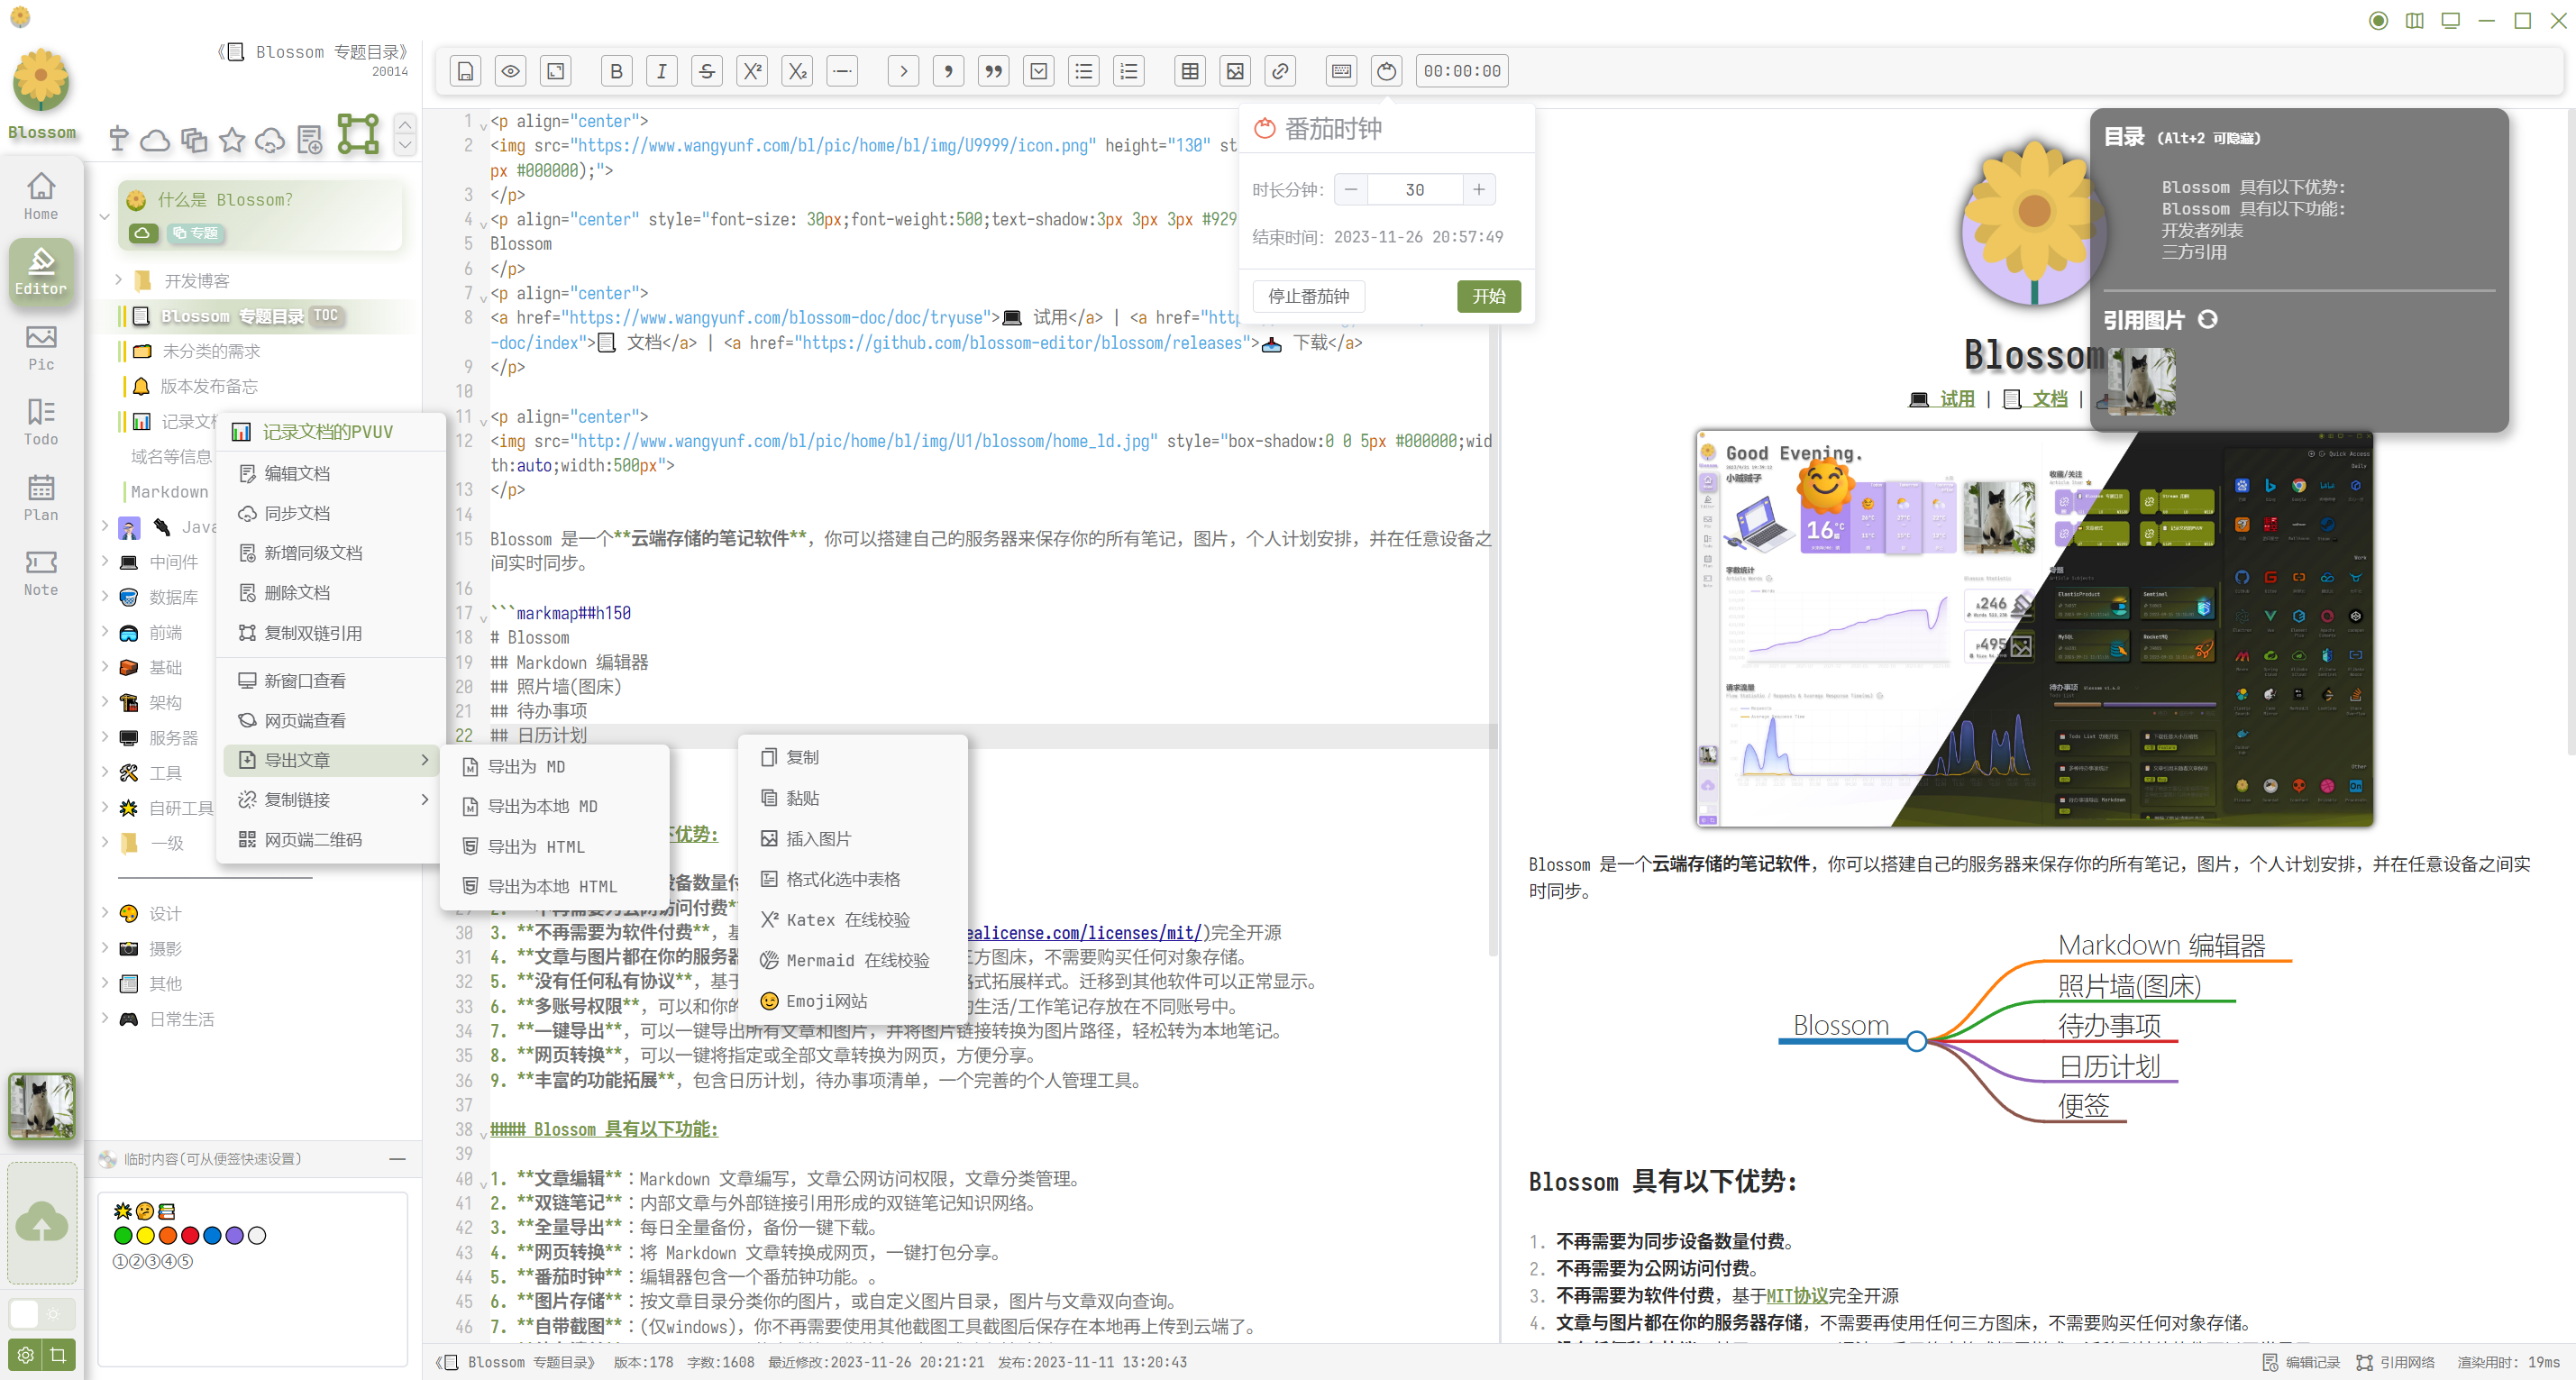 《📃 Blossom 专题目录》
20014
Blossom
Home
Editor
Pic
Todo
Plan
Note
什么是 Blossom?
专题
开发博客
Blossom 专题目录 TOC
未分类的需求
版本发布备忘
记录文档
域名等信息
Markdown
Java
中间件
数据库
前端
基础
架构
服务器
工具
自研工具
一级
设计
摄影
其他
日常生活
临时内容(可从便签快速设置)
①②③④⑤
记录文档的PVUV
编辑文档
同步文档
新增同级文档
删除文档
复制双链引用
新窗口查看
网页端查看
导出文章
复制链接
网页端二维码
导出为 MD
导出为本地 MD
导出为 HTML
导出为本地 HTML
复制
黏贴
插入图片
格式化选中表格
Katex 在线校验
Mermaid 在线校验
Emoji网站
00:00:00
番茄时钟
时长分钟: 30
结束时间: 2023-11-26 20:57:49
停止番茄钟 开始
1 <p align="center">
2 <img src="https://www.wangyunf.com/bl/pic/home/bl/img/U9999/icon.png" height="130" st
px #000000);">
3 </p>
4 <p align="center" style="font-size: 30px;font-weight:500;text-shadow:3px 3px 3px #929
5 Blossom
6 </p>
7 <p align="center">
8 <a href="https://www.wangyunf.com/blossom-doc/doc/tryuse">💻 试用</a> | <a href="htt
-doc/index">📃 文档</a> | <a href="https://github.com/blossom-editor/blossom/releases">📥 下载</a>
9 </p>
10
11 <p align="center">
12 <img src="http://www.wangyunf.com/bl/pic/home/bl/img/U1/blossom/home_ld.jpg" style="box-shadow:0 0 5px #000000;wid
th:auto;width:500px">
13 </p>
14
15 Blossom 是一个**云端存储的笔记软件**，你可以搭建自己的服务器来保存你的所有笔记，图片，个人计划安排，并在任意设备之
间实时同步。
16
17 ```markmap##h150
18 # Blossom
19 ## Markdown 编辑器
20 ## 照片墙(图床)
21 ## 待办事项
22 ## 日历计划
下优势:
设备数量付
不再需要为公网访问付费*
30 3. **不再需要为软件付费**，基 ealicense.com/licenses/mit/)完全开源
31 4. **文章与图片都在你的服务器 三方图床，不需要购买任何对象存储。
32 5. **没有任何私有协议**，基于 格式拓展样式。迁移到其他软件可以正常显示。
33 6. **多账号权限**，可以和你的 的生活/工作笔记存放在不同账号中。
34 7. **一键导出**，可以一键导出所有文章和图片，并将图片链接转换为图片路径，轻松转为本地笔记。
35 8. **网页转换**，可以一键将指定或全部文章转换为网页，方便分享。
36 9. **丰富的功能拓展**，包含日历计划，待办事项清单，一个完善的个人管理工具。
37
38 #### Blossom 具有以下功能:
39
40 1. **文章编辑**：Markdown 文章编写，文章公网访问权限，文章分类管理。
41 2. **双链笔记**：内部文章与外部链接引用形成的双链笔记知识网络。
42 3. **全量导出**：每日全量备份，备份一键下载。
43 4. **网页转换**：将 Markdown 文章转换成网页，一键打包分享。
44 5. **番茄时钟**：编辑器包含一个番茄钟功能。。
45 6. **图片存储**：按文章目录分类你的图片，或自定义图片目录，图片与文章双向查询。
46 7. **自带截图**：(仅windows)，你不再需要使用其他截图工具截图后保存在本地再上传到云端了。
《📃 Blossom 专题目录》 版本:178 字数:1608 最近修改:2023-11-26 20:21:21 发布:2023-11-11 13:20:43
目录 (Alt+2 可隐藏)
Blossom 具有以下优势:
Blossom 具有以下功能:
开发者列表
三方引用
引用图片
Blossom
💻 试用 | 📃 文档 |
Good Evening.
小贼贼子
16
字数统计
A246
P495
请求流量
收藏/关注
Quick Access
ElasticProduct
Sentinel
MySQL
RocketMQ
待办事项
Blossom 是一个云端存储的笔记软件，你可以搭建自己的服务器来保存你的所有笔记，图片，个人计划安排，并在任意设备之间实
时同步。
Blossom
Markdown 编辑器
照片墙(图床)
待办事项
日历计划
便签
Blossom 具有以下优势:
1. 不再需要为同步设备数量付费。
2. 不再需要为公网访问付费。
3. 不再需要为软件付费，基于MIT协议完全开源
4. 文章与图片都在你的服务器存储，不需要再使用任何三方图床，不需要购买任何对象存储。
编辑记录 引用网络 渲染用时: 19ms